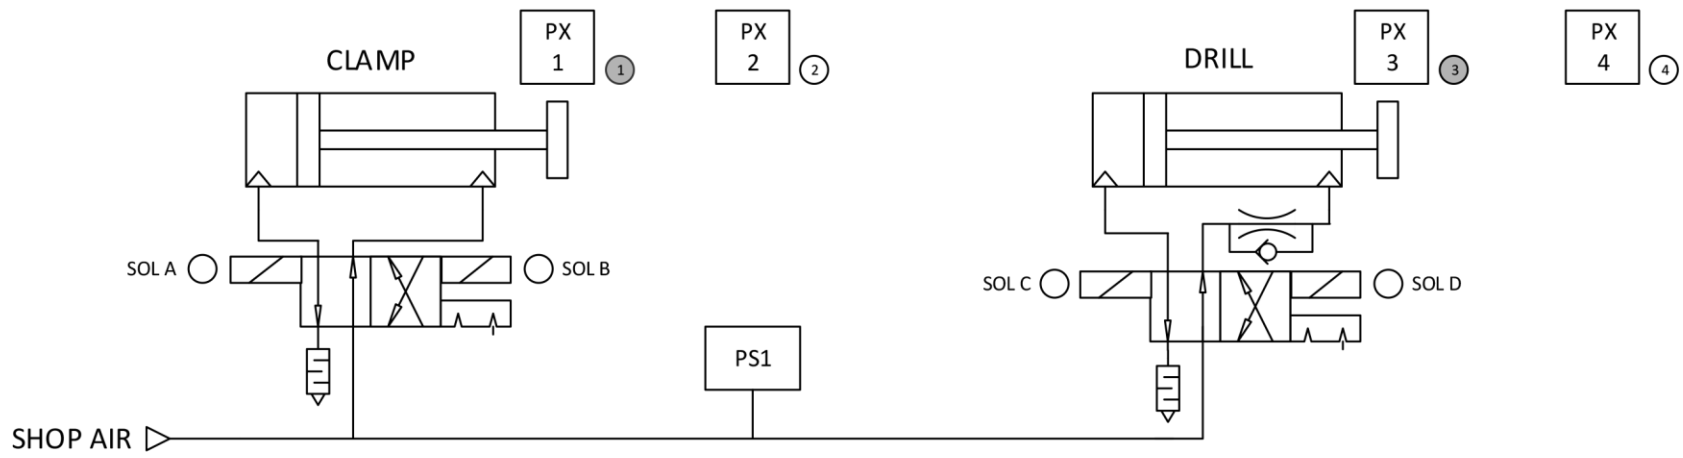 PX
1
1
PX
2
2
PX
3
3
PX
4
4
CLAMP
DRILL
SOL A
SOL B
SOL C
SOL D
PS1
SHOP AIR